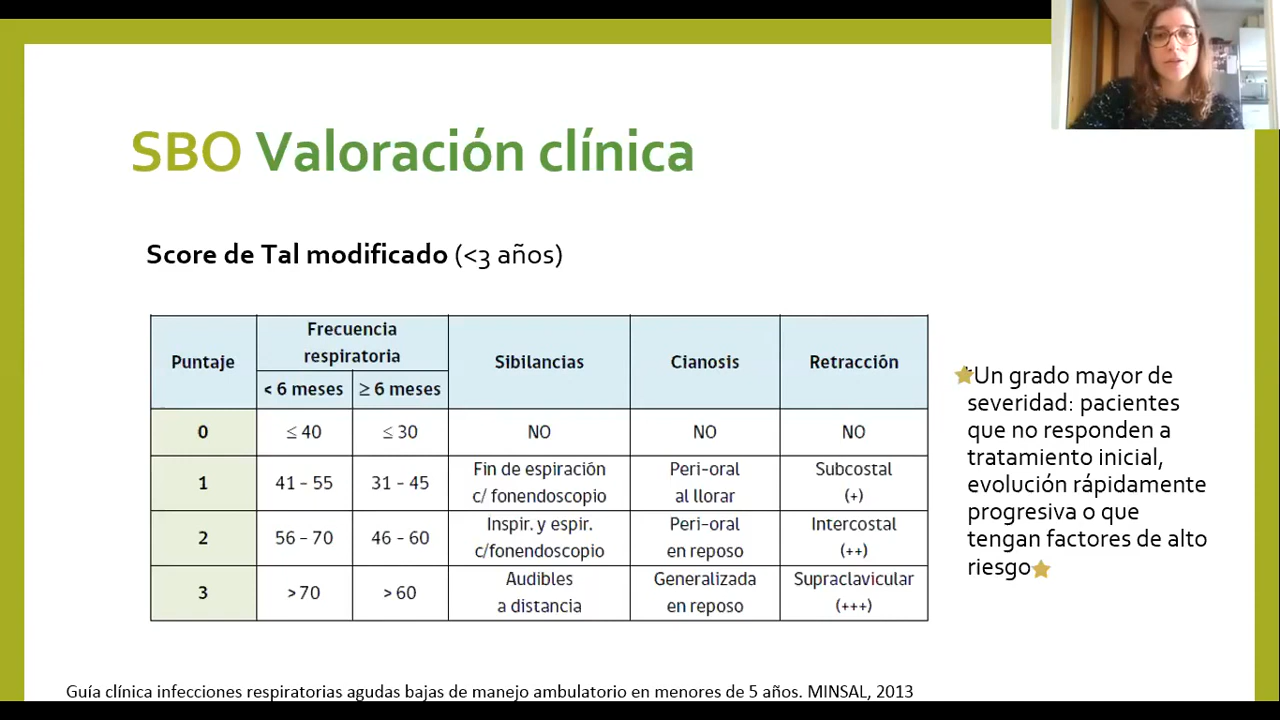 SBO Valoración clínica
Score de Tal modificado (<3 años)
Puntaje
Frecuencia
respiratoria
< 6 meses
≥ 6 meses
Sibilancias
Cianosis
Retracción
0
≤ 40
≤ 30
NO
NO
NO
1
41 - 55
31 - 45
Fin de espiración
c/ fonendoscopio
Peri-oral
al llorar
Subcostal
(+)
2
56 - 70
46 - 60
Inspir. y espir.
c/fonendoscopio
Peri-oral
en reposo
Intercostal
(++)
3
>70
> 60
Audibles
a distancia
Generalizada
en reposo
Supraclavicular
(+++)
Un grado mayor de
severidad: pacientes
que no responden a
tratamiento inicial,
evolución rápidamente
progresiva o que
tengan factores de alto
riesgo
Guía clínica infecciones respiratorias agudas bajas de manejo ambulatorio en menores de 5 años. MINSAL, 2013